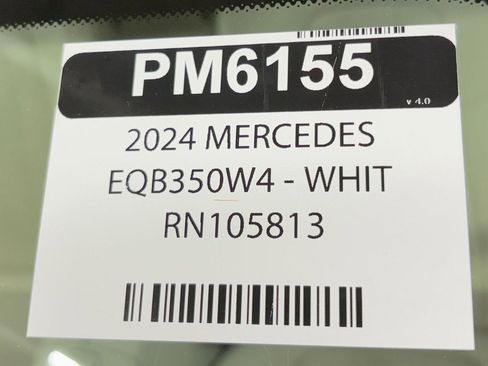 PM6155
v 4.0
2024 MERCEDES
EQB350W4 - WHIT
RN105813